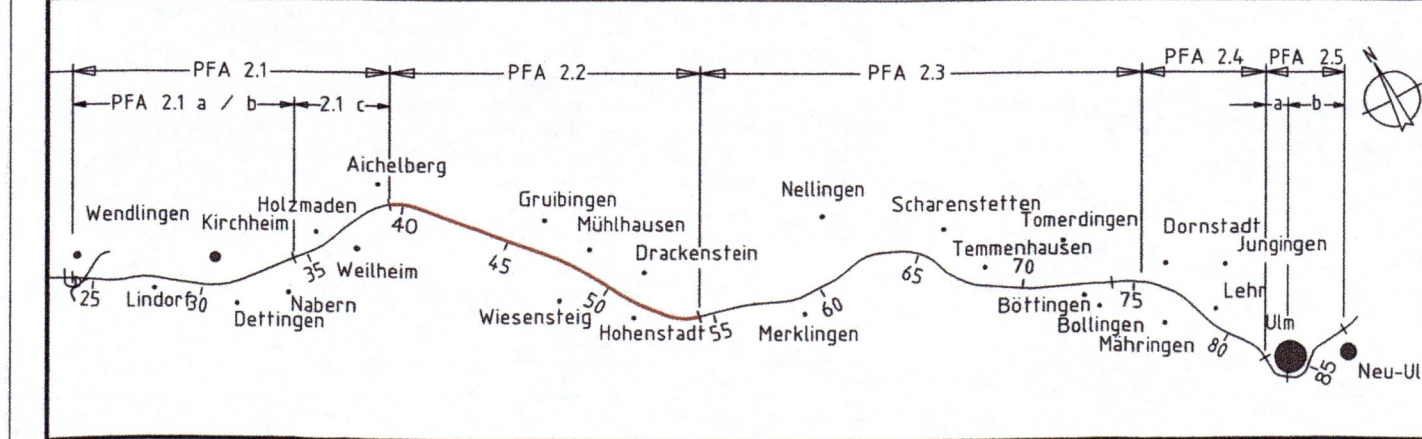 PFA 2.1
PFA 2.2
PFA 2.3
PFA 2.4
PFA 2.5
PFA 2.1 a / b
2.1 c
a
b
N
Aichelberg
Wendlingen
Kirchheim
Holzmaden
Gruibingen
Mühlhausen
Drackenstein
Nellingen
Scharenstetten
Tomerdingen
Temmenhausen
Dornstadt
Jungingen
40
45
35
Weilheim
65
70
25
Lindorf
30
Nabern
Dettingen
Wiesensteig
50
Hohenstadt
55
Merklingen
60
Böttingen
75
Bollingen
Mähringen
Lehr
80
Ulm
85
Neu-Ul